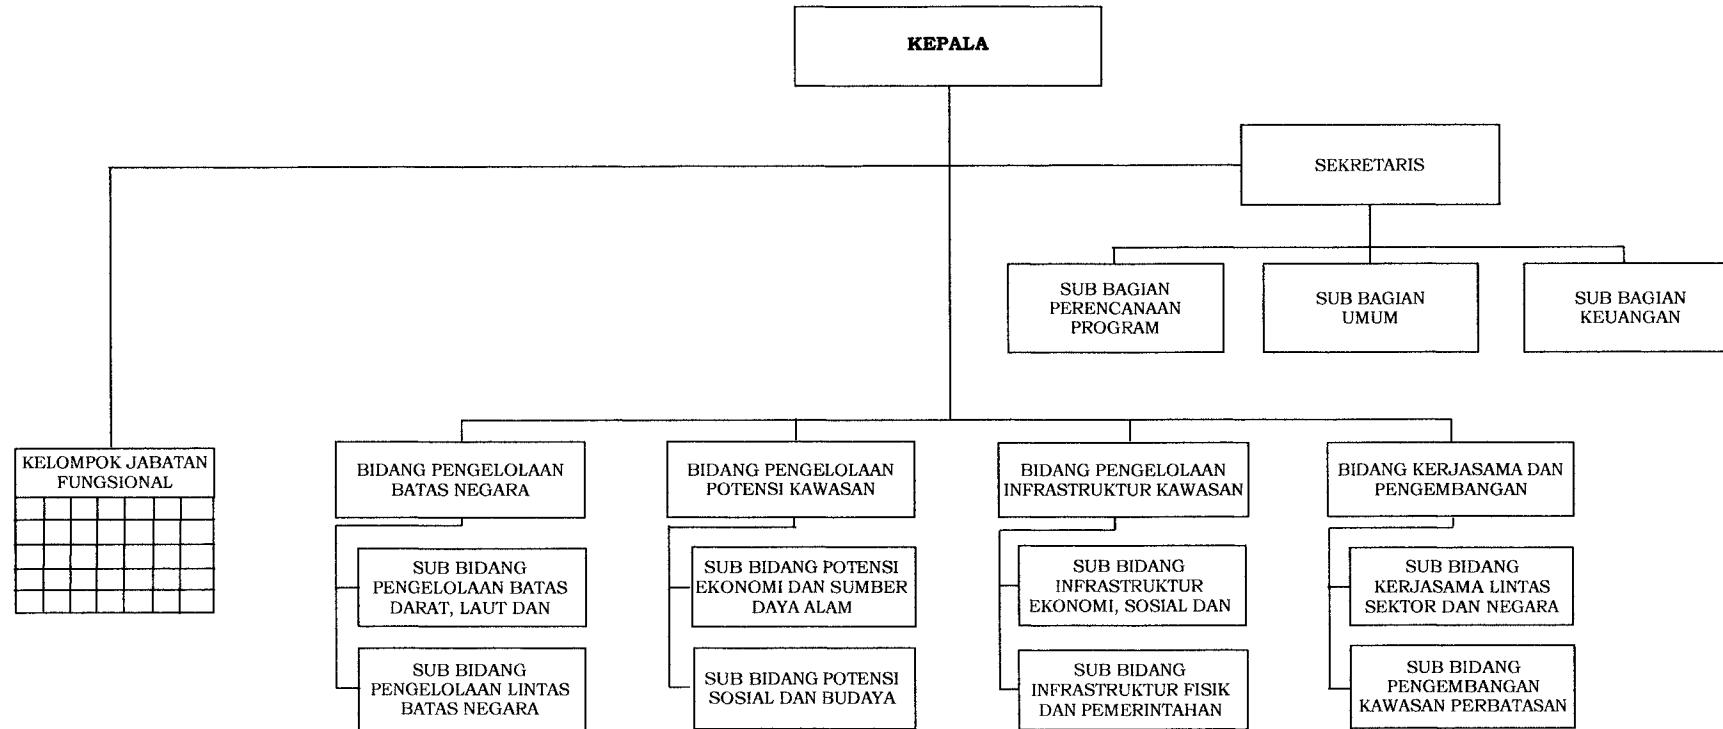 KEPALA
SEKRETARIS
SUB BAGIAN
PERENCANAAN
PROGRAM
SUB BAGIAN
UMUM
SUB BAGIAN
KEUANGAN
KELOMPOK JABATAN
FUNGSIONAL
BIDANG PENGELOLAAN
BATAS NEGARA
BIDANG PENGELOLAAN
POTENSI KAWASAN
BIDANG PENGELOLAAN
INFRASTRUKTUR KAWASAN
BIDANG KERJASAMA DAN
PENGEMBANGAN
SUB BIDANG
PENGELOLAAN BATAS
DARAT, LAUT DAN
SUB BIDANG POTENSI
EKONOMI DAN SUMBER
DAYA ALAM
SUB BIDANG
INFRASTRUKTUR
EKONOMI, SOSIAL DAN
SUB BIDANG
KERJASAMA LINTAS
SEKTOR DAN NEGARA
SUB BIDANG
PENGELOLAAN LINTAS
BATAS NEGARA
SUB BIDANG POTENSI
SOSIAL DAN BUDAYA
SUB BIDANG
INFRASTRUKTUR FISIK
DAN PEMERINTAHAN
SUB BIDANG
PENGEMBANGAN
KAWASAN PERBATASAN